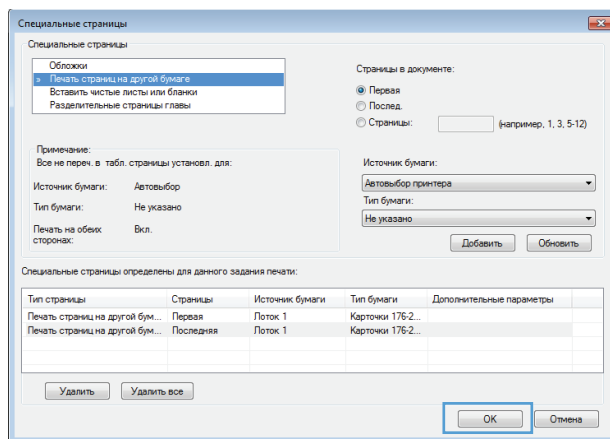 Специальные страницы
Специальные страницы
Обложки
» Печать страниц на другой бумаге
Вставить чистые листы или бланки
Разделительные страницы главы
Страницы в документе:
Первая
Послед.
Страницы: (например, 1, 3, 5-12)
Примечание:
Все не переч. в табл. страницы установл. для:
Источник бумаги: Автовыбор
Тип бумаги: Не указано
Печать на обеих сторонах: Вкл.
Источник бумаги:
Автовыбор принтера
Тип бумаги:
Не указано
Добавить Обновить
Специальные страницы определены для данного задания печати:
Тип страницы Страницы Источник бумаги Тип бумаги Дополнительные параметры
Печать страниц на другой бум... Первая Лоток 1 Карточки 176-2...
Печать страниц на другой бум... Последняя Лоток 1 Карточки 176-2...
Удалить Удалить все
OK Отмена